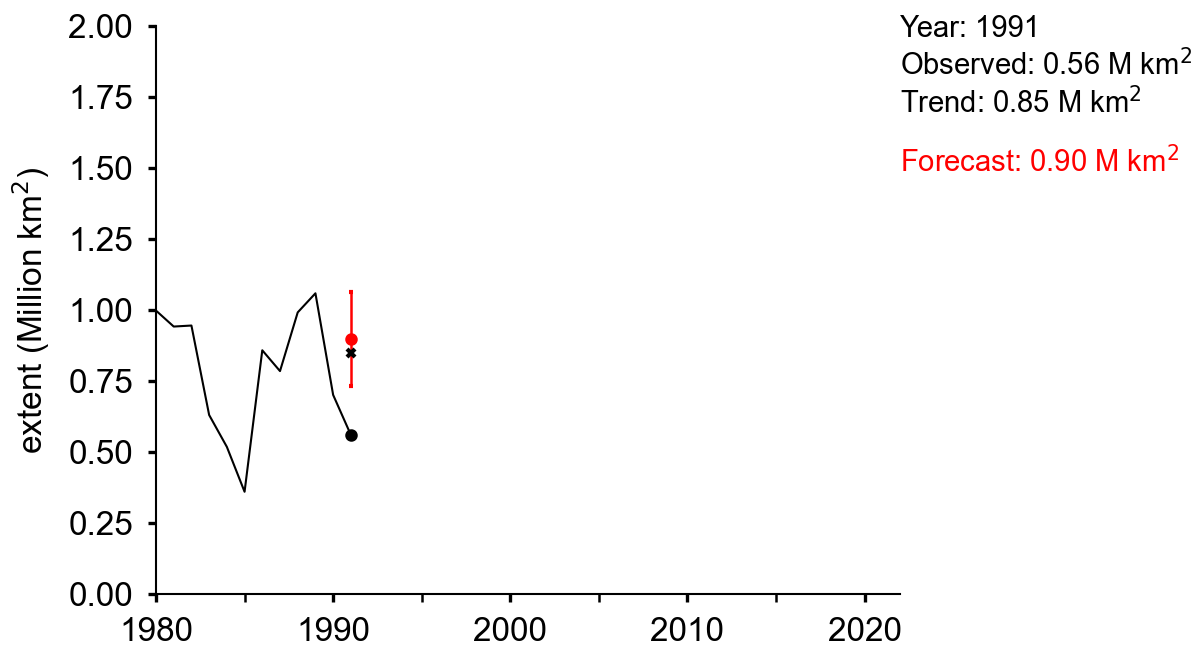 2.00
1.75
1.50
1.25
1.00
0.75
0.50
0.25
0.00
extent (Million km²)
1980 1990 2000 2010 2020
Year: 1991
Observed: 0.56 M km²
Trend: 0.85 M km²
Forecast: 0.90 M km²